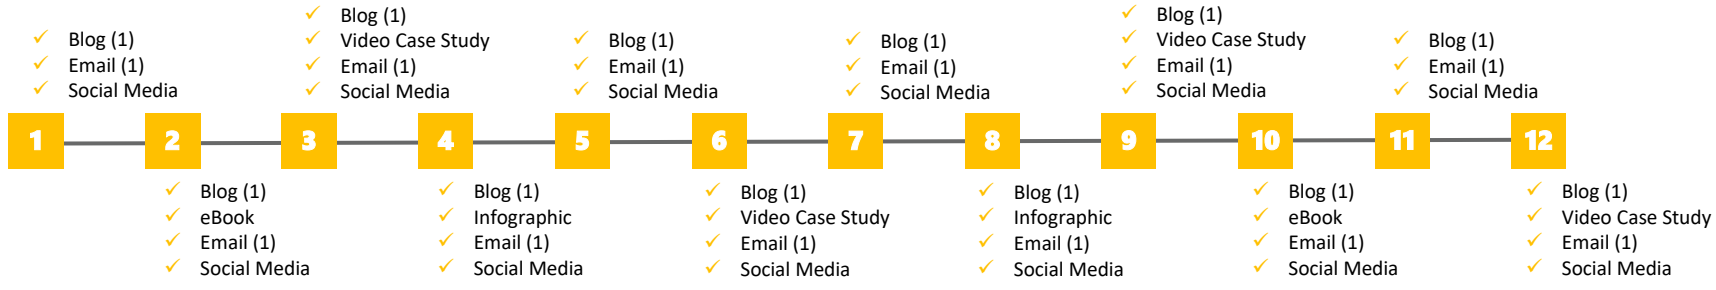 Blog (1)
Email (1)
Social Media
Blog (1)
Video Case Study
Email (1)
Social Media
Blog (1)
Email (1)
Social Media
Blog (1)
Email (1)
Social Media
Blog (1)
Video Case Study
Email (1)
Social Media
Blog (1)
Email (1)
Social Media
1
2
3
4
5
6
7
8
9
10
11
12
Blog (1)
eBook
Email (1)
Social Media
Blog (1)
Infographic
Email (1)
Social Media
Blog (1)
Video Case Study
Email (1)
Social Media
Blog (1)
Infographic
Email (1)
Social Media
Blog (1)
eBook
Email (1)
Social Media
Blog (1)
Video Case Study
Email (1)
Social Media